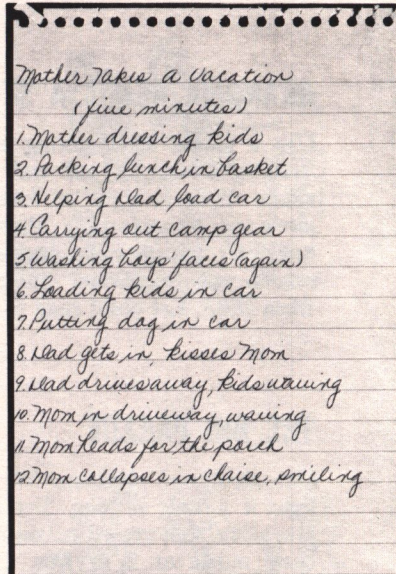 Mother Takes a Vacation
(five minutes)
1. Mother dressing kids
2. Packing lunch in basket
3. Helping Dad load car
4. Carrying out camp gear
5. Washing boys' faces (again)
6. Loading kids in car
7. Putting dog in car
8. Dad gets in, kisses Mom
9. Dad drives away, kids waving
10. Mom in driveway, waving
11. Mom heads for the porch
12. Mom collapses in chaise, smiling